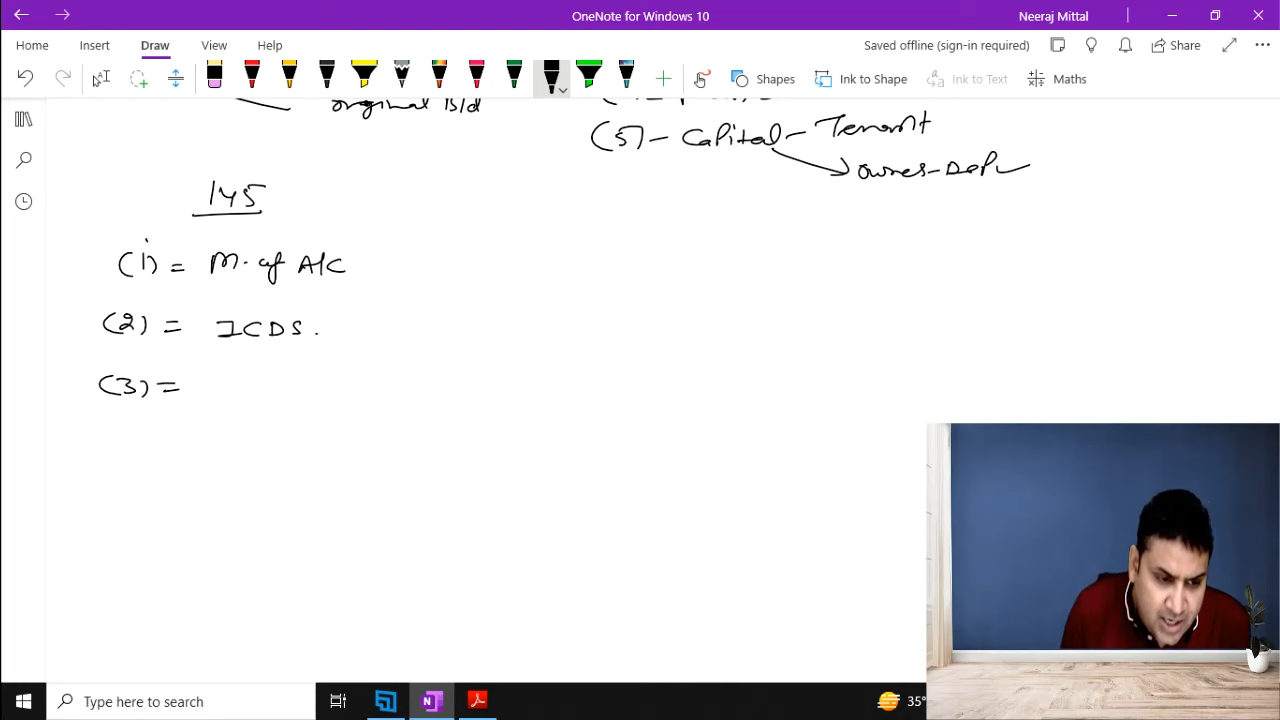 OneNote for Windows 10
Neeraj Mittal
Home Insert Draw View Help
Saved offline (sign-in required) Share
Shapes Ink to Shape Ink to Text Maths
original B/d
(5) - Capital - Tenant
owner -
145
(1) = M. of A/C
(2) = ICDS.
(3) =
Type here to search
35°